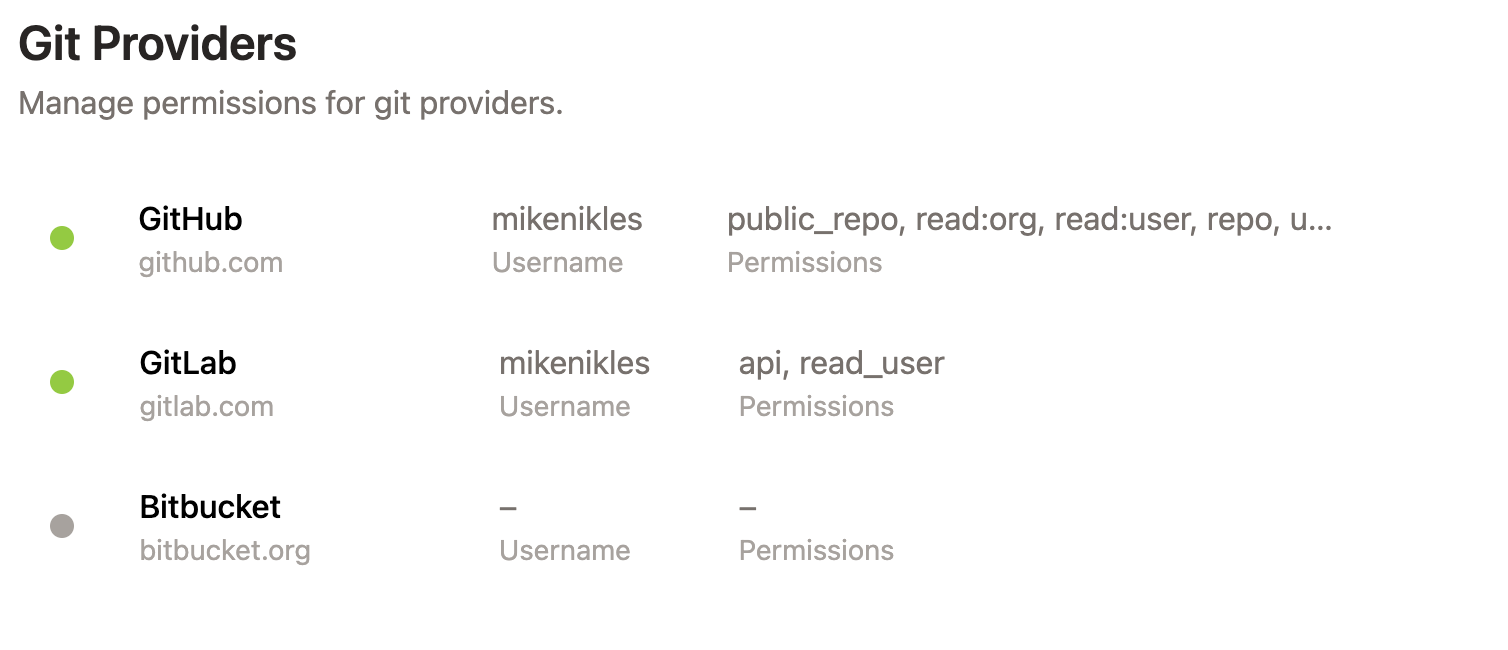 Git Providers
Manage permissions for git providers.
GitHub mikenikles public_repo, read:org, read:user, repo, u...
github.com Username Permissions
GitLab mikenikles api, read_user
gitlab.com Username Permissions
Bitbucket – –
bitbucket.org Username Permissions